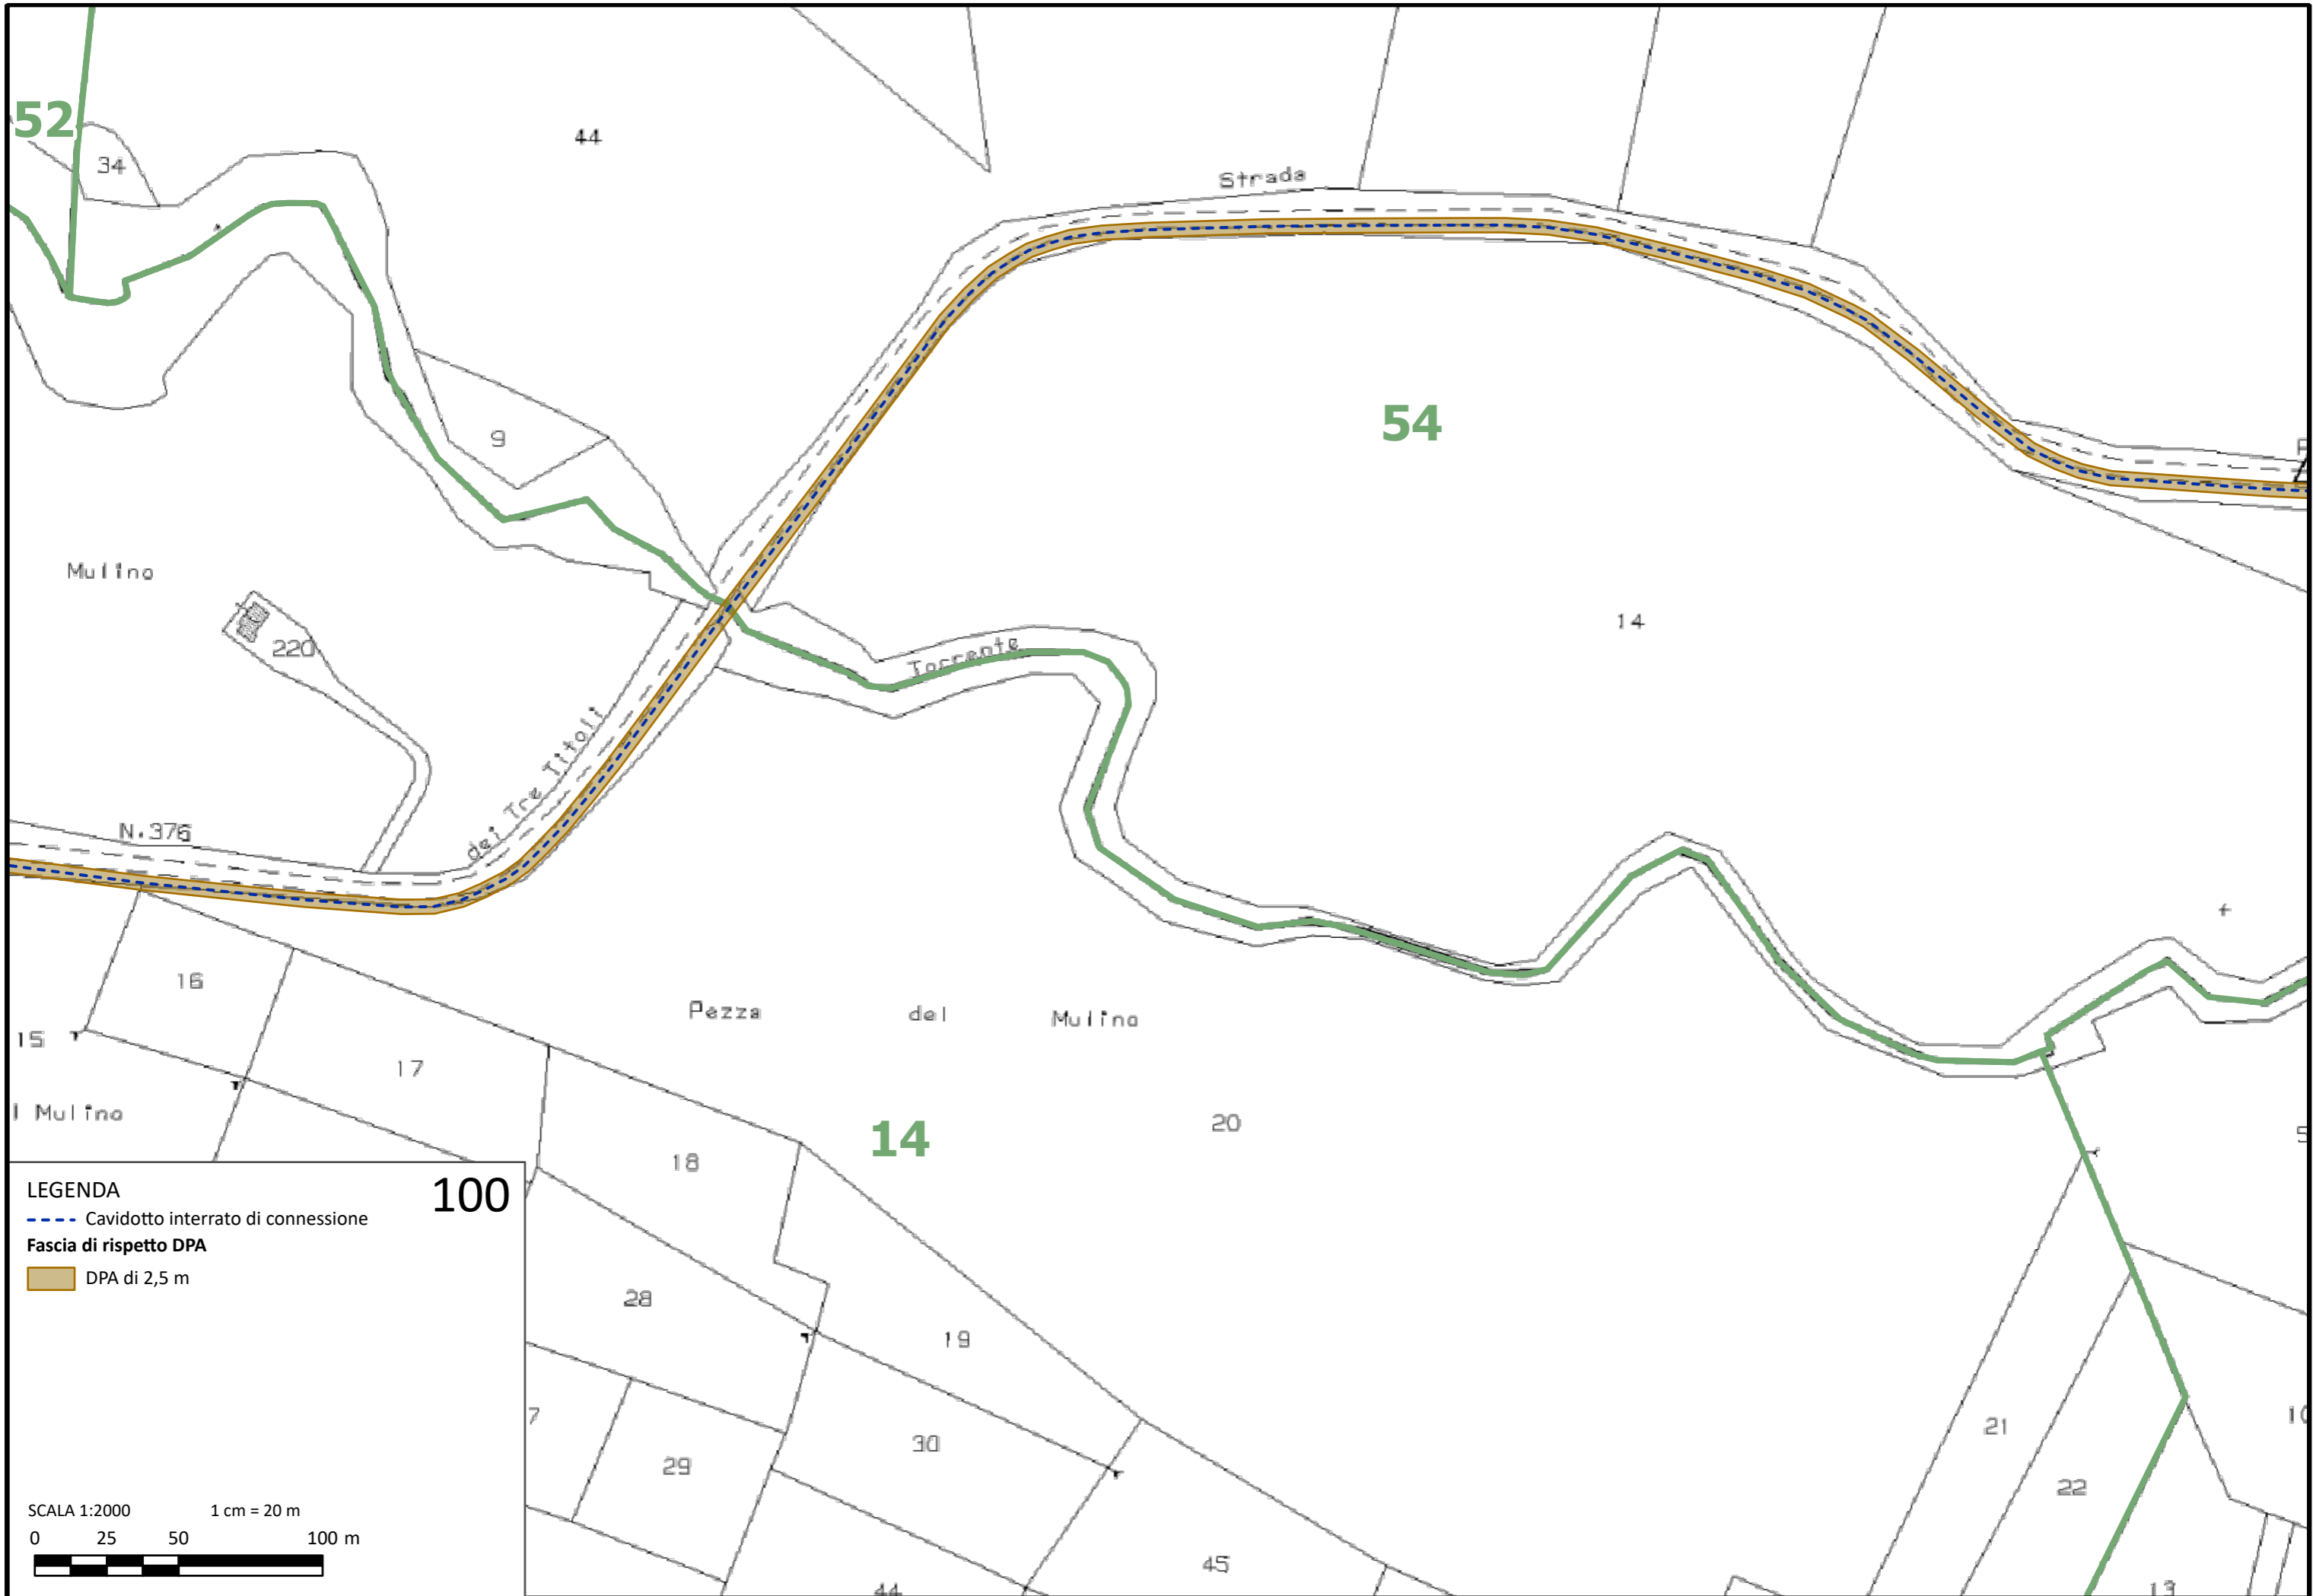 52
34
44
Strada
54
9
Mulino
220
14
Torrente
dei Tre Titoli
N.376
16
15
17
Pezza del Mulino
l Mulino
18
14
20
28
19
7
29
30
21
22
45
44
13
10
LEGENDA
100
Cavidotto interrato di connessione
Fascia di rispetto DPA
DPA di 2,5 m
SCALA 1:2000 1 cm = 20 m
0 25 50 100 m